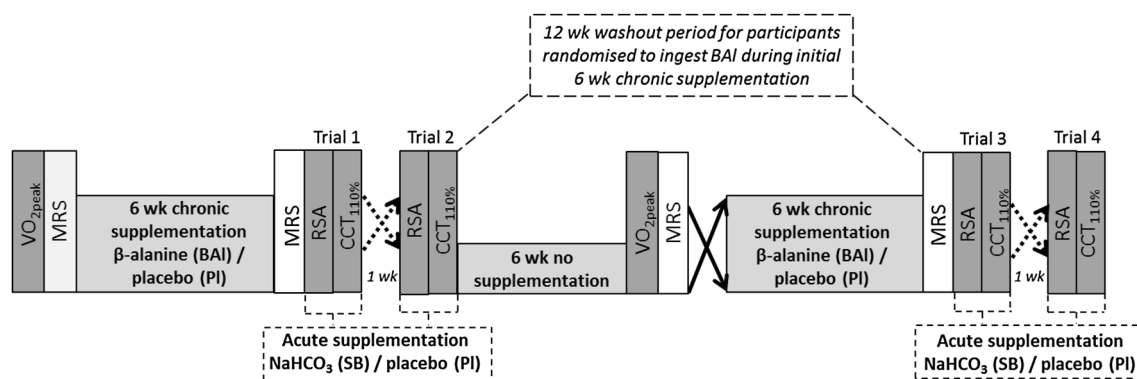 12 wk washout period for participants
randomised to ingest BAl during initial
6 wk chronic supplementation
Trial 1
Trial 2
Trial 3
Trial 4
VO2peak
MRS
6 wk chronic
supplementation
β-alanine (BAl) /
placebo (Pl)
MRS
RSA
CCT110%
1 wk
RSA
CCT110%
6 wk no
supplementation
VO2peak
MRS
6 wk chronic
supplementation
β-alanine (BAl) /
placebo (Pl)
MRS
RSA
CCT110%
1 wk
RSA
CCT110%
Acute supplementation
NaHCO3 (SB) / placebo (Pl)
Acute supplementation
NaHCO3 (SB) / placebo (Pl)